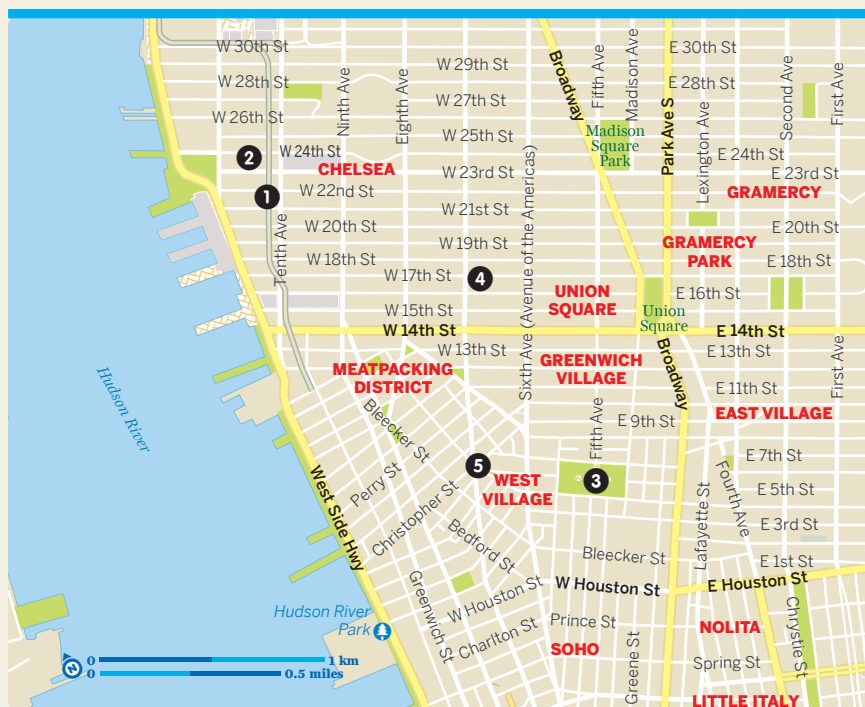 W 30th St
W 28th St
W 26th St
W 24th St
CHELSEA
W 22nd St
W 20th St
W 18th St
W 17th St
W 15th St
W 14th St
W 13th St
W 29th St
W 27th St
W 25th St
W 23rd St
W 21st St
W 19th St
Ninth Ave
Eighth Ave
Tenth Ave
Sixth Ave (Avenue of the Americas)
Broadway
Fifth Ave
Madison Ave
Park Ave S
Lexington Ave
Second Ave
First Ave
Madison
Square
Park
E 30th St
E 28th St
E 24th St
E 23rd St
GRAMERCY
E 20th St
GRAMERCY
PARK
E 18th St
E 16th St
UNION
SQUARE
Union
Square
E 14th St
E 13th St
E 11th St
First Ave
EAST VILLAGE
GREENWICH
VILLAGE
Broadway
Fifth Ave
E 9th St
E 7th St
E 5th St
E 3rd St
E 1st St
Lafayette St
Fourth Ave
MEATPACKING
DISTRICT
Bleecker St
Perry St
Christopher St
Bedford St
WEST
VILLAGE
West Side Hwy
Hudson River
Greenwich St
W Houston St
Charlton St
Bleecker St
W Houston St
E Houston St
Prince St
SOHO
Greene St
NOLITA
Spring St
Chrystie St
LITTLE ITALY
Hudson River
Park
1
2
3
4
5
N
0 1 km
0 0.5 miles